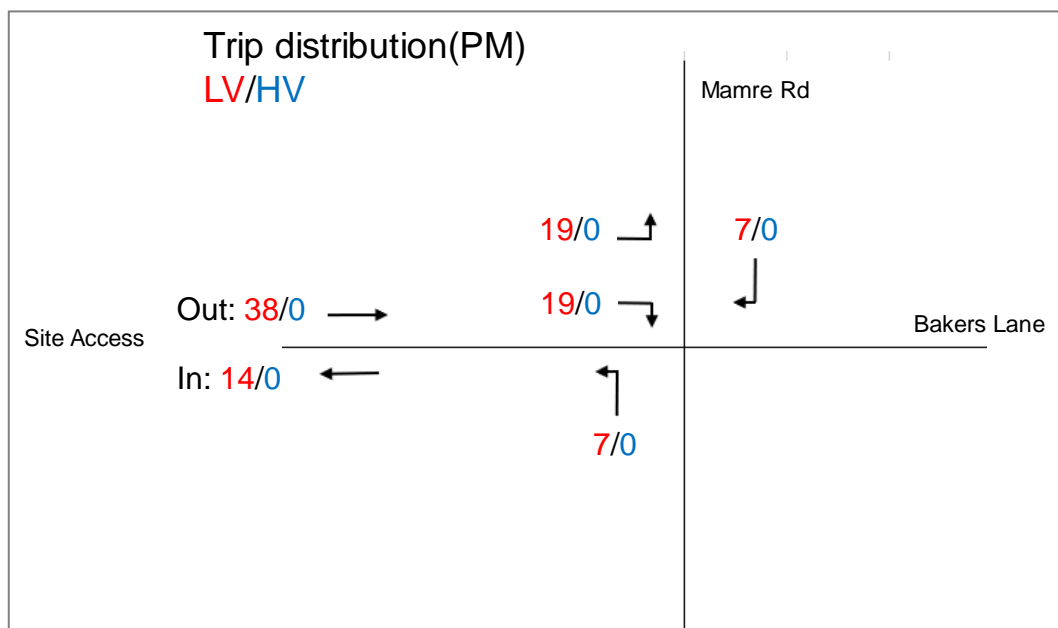 Trip distribution(PM)
LV/HV
Mamre Rd
19/0
7/0
Out: 38/0
19/0
Site Access
Bakers Lane
In: 14/0
7/0